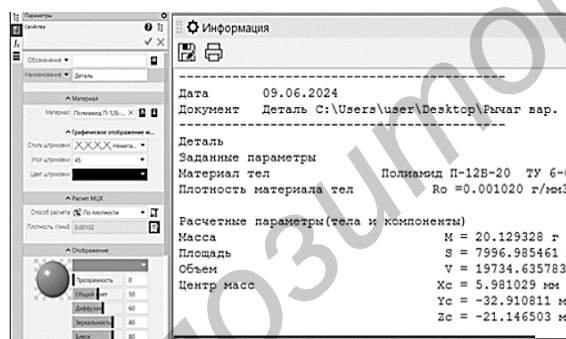 Параметры
Свойства
Обозначение
Наименование Деталь
Материал
Материал Полиамид П-12Б-...
Графическое отображение м...
Стиль штриховки Немета...
Угол штриховки 45
Цвет штриховки
Расчет МЦХ
Способ расчета По плотности
Плотность, г/мм3 0.00102
Отображение
Прозрачность 0
Общий цвет 50
Диффузия 60
Зеркальность 80
Блеск 80
Информация
Дата 09.06.2024
Документ Деталь C:\Users\user\Desktop\Рычаг вар.
Деталь
Заданные параметры
Материал тел Полиамид П-12Б-20 ТУ 6-0
Плотность материала тел Ro =0.001020 г/мм3
Расчетные параметры(тела и компоненты)
Масса M = 20.129328 г
Площадь S = 7996.985461
Объем V = 19734.635783
Центр масс Xc = 5.981029 мм
Yc = -32.910811 м
Zc = -21.146503 м